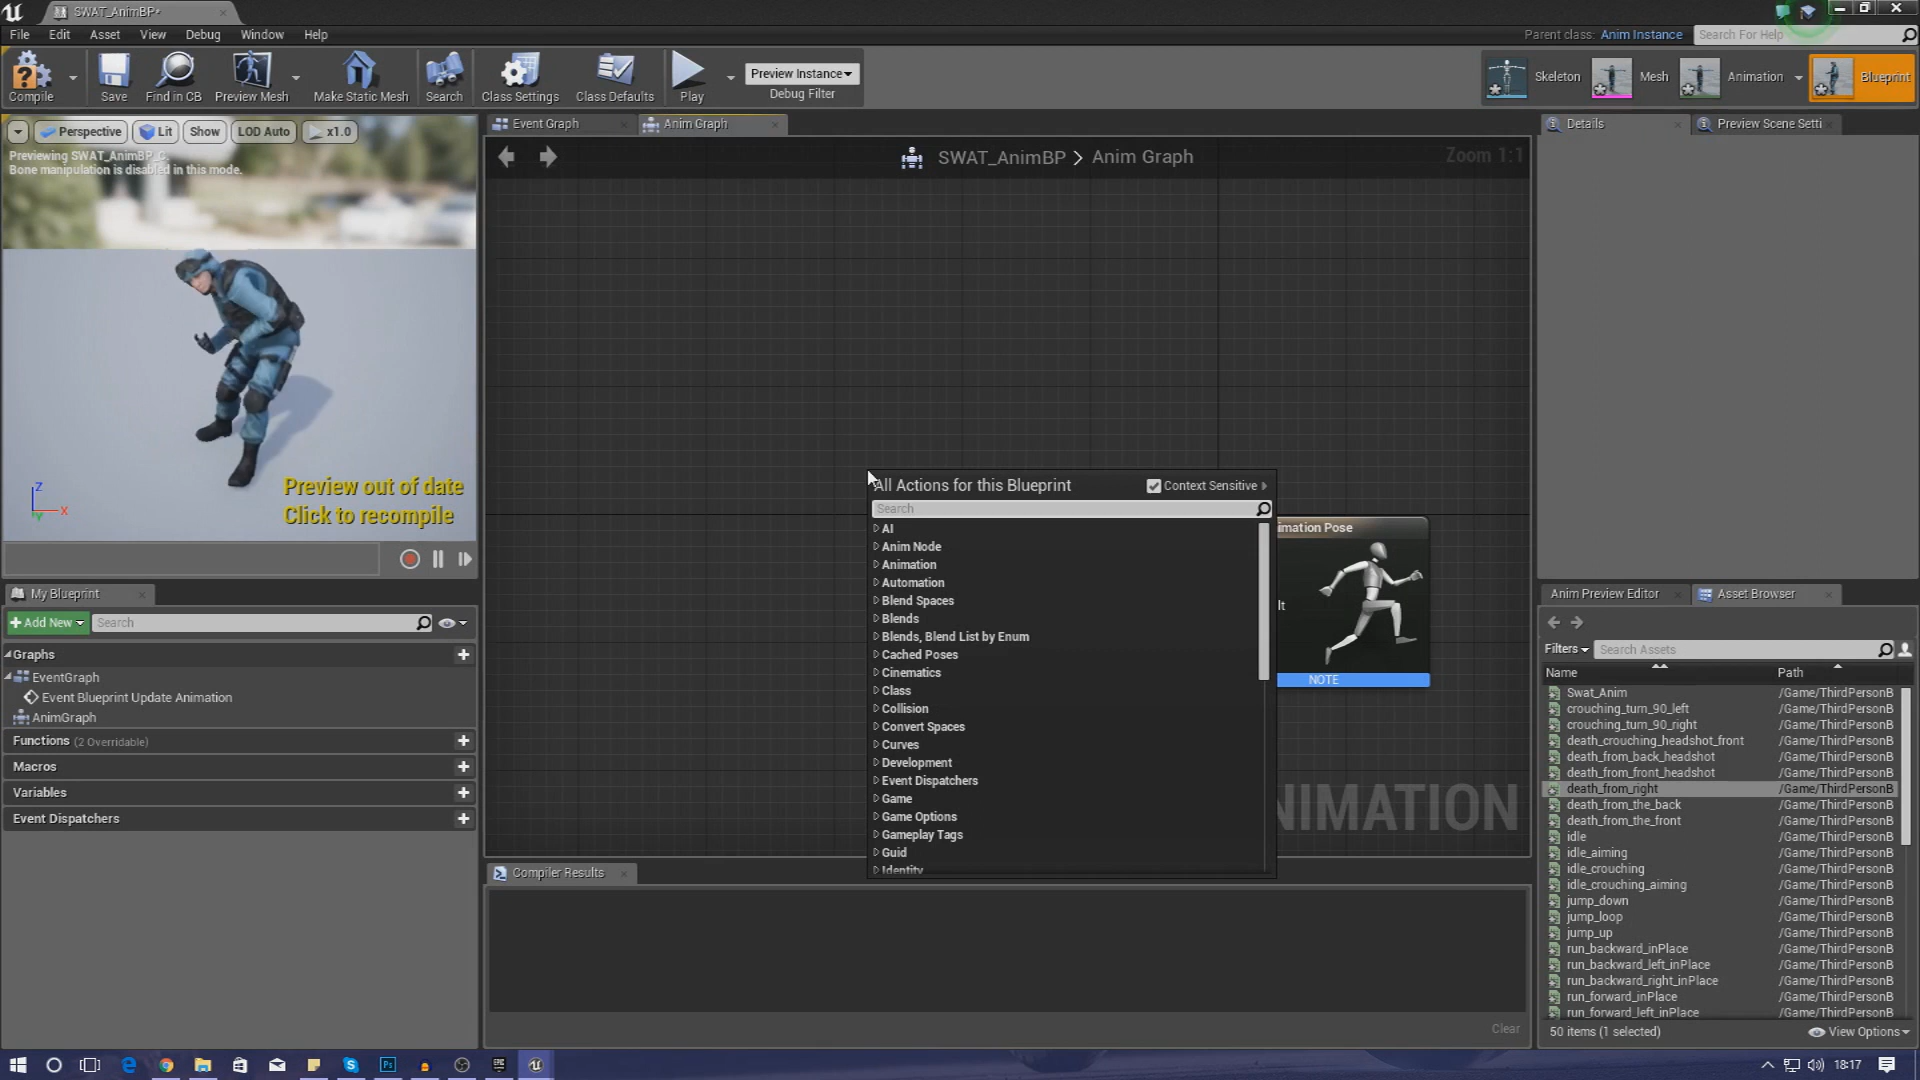 SWAT_AnimBP*
File Edit Asset View Debug Window Help
Parent class: Anim Instance Search For Help
Compile Save Find in CB Preview Mesh Make Static Mesh Search Class Settings Class Defaults Play
Preview Instance
Debug Filter
Skeleton Mesh Animation Blueprint
Perspective Lit Show LOD Auto x1.0
Previewing SWAT_AnimBP_C.
Bone manipulation is disabled in this mode.
Preview out of date
Click to recompile
Z
X
Y
Event Graph Anim Graph
SWAT_AnimBP > Anim Graph
Zoom 1:1
All Actions for this Blueprint Context Sensitive
Search
AI
Anim Node
Animation
Automation
Blend Spaces
Blends
Blends, Blend List by Enum
Cached Poses
Cinematics
Class
Collision
Convert Spaces
Curves
Development
Event Dispatchers
Game
Game Options
Gameplay Tags
Guid
Identity
imation Pose
lt
NOTE
NIMATION
My Blueprint
+ Add New Search
Graphs
EventGraph
Event Blueprint Update Animation
AnimGraph
Functions (2 Overridable)
Macros
Variables
Event Dispatchers
Compiler Results
Clear
Details Preview Scene Setti
Anim Preview Editor Asset Browser
Filters Search Assets
Name Path
Swat_Anim /Game/ThirdPersonB
crouching_turn_90_left /Game/ThirdPersonB
crouching_turn_90_right /Game/ThirdPersonB
death_crouching_headshot_front /Game/ThirdPersonB
death_from_back_headshot /Game/ThirdPersonB
death_from_front_headshot /Game/ThirdPersonB
death_from_right /Game/ThirdPersonB
death_from_the_back /Game/ThirdPersonB
death_from_the_front /Game/ThirdPersonB
idle /Game/ThirdPersonB
idle_aiming /Game/ThirdPersonB
idle_crouching /Game/ThirdPersonB
idle_crouching_aiming /Game/ThirdPersonB
jump_down /Game/ThirdPersonB
jump_loop /Game/ThirdPersonB
jump_up /Game/ThirdPersonB
run_backward_inPlace /Game/ThirdPersonB
run_backward_left_inPlace /Game/ThirdPersonB
run_backward_right_inPlace /Game/ThirdPersonB
run_forward_inPlace /Game/ThirdPersonB
run_forward_left_inPlace /Game/ThirdPersonB
50 items (1 selected) View Options
18:17